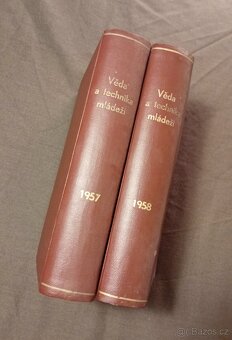 Věda
a technika
mládeži
1957
Věda
a technika
mládeži
1958
©Bazos.cz